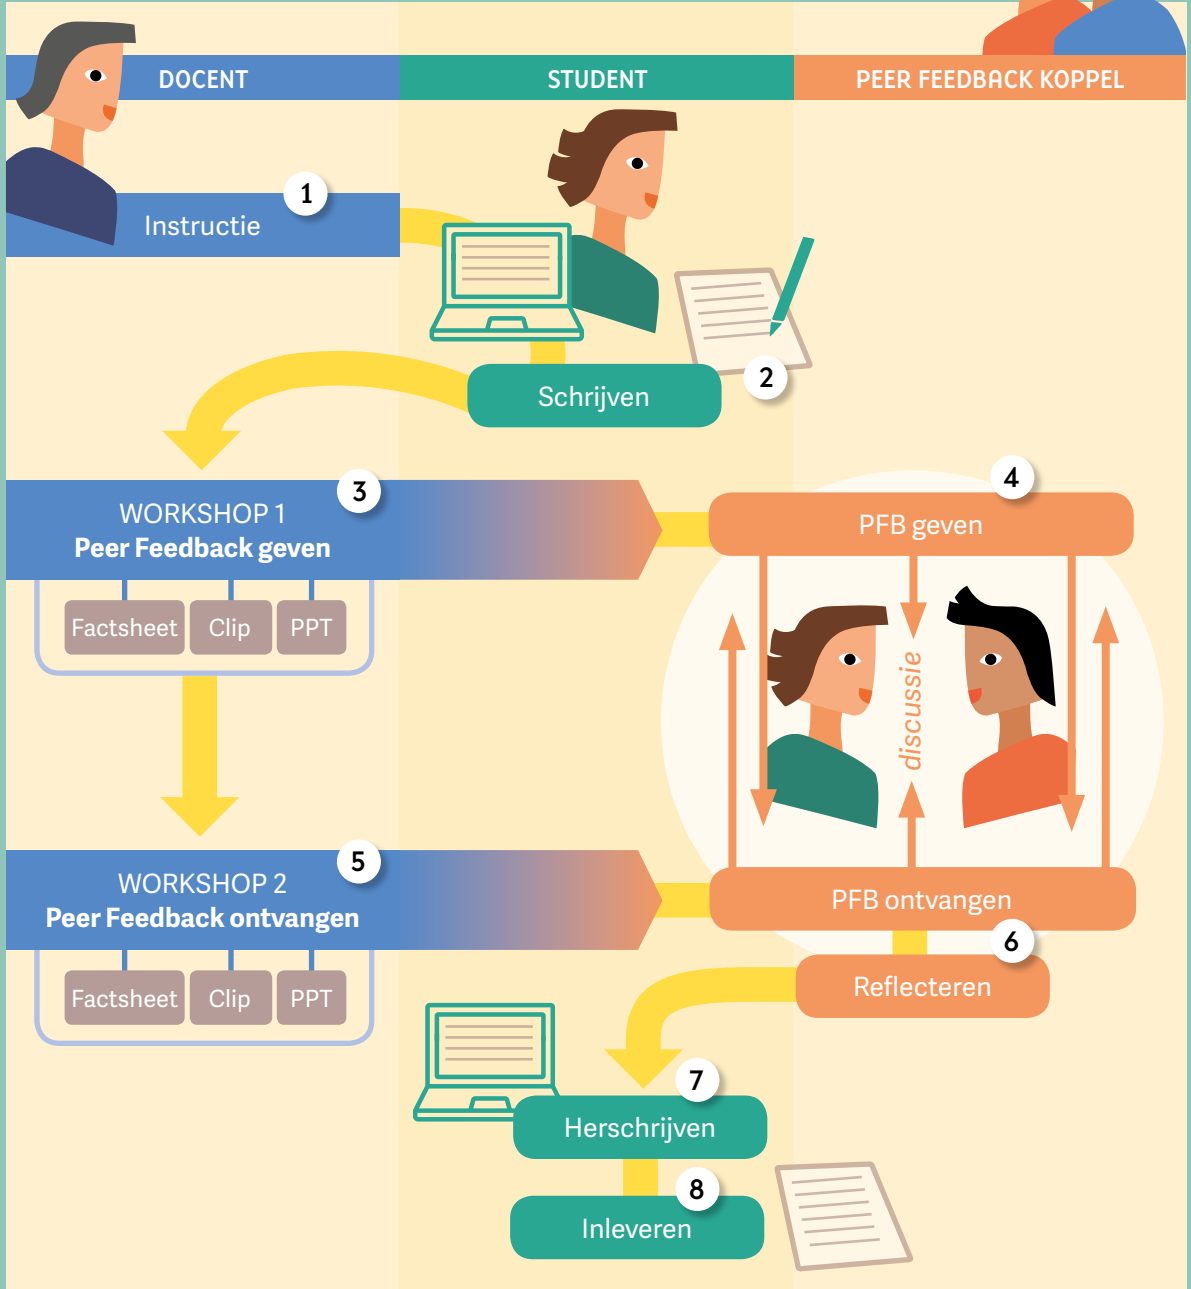 DOCENT
STUDENT
PEER FEEDBACK KOPPEL
1
Instructie
Schrijven
2
3
WORKSHOP 1
Peer Feedback geven
Factsheet
Clip
PPT
4
PFB geven
discussie
5
WORKSHOP 2
Peer Feedback ontvangen
Factsheet
Clip
PPT
PFB ontvangen
6
Reflecteren
7
Herschrijven
8
Inleveren